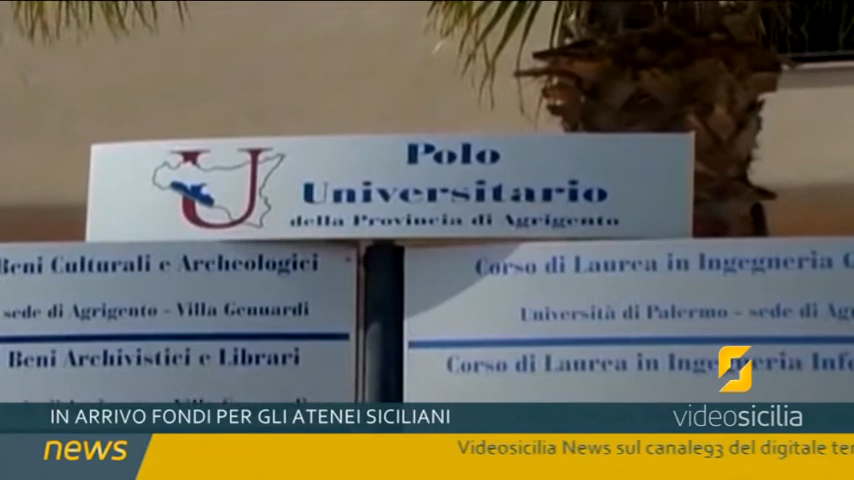 U
Polo
Universitario
della Provincia di Agrigento
Beni Culturali e Archeologici
sede di Agrigento - Villa Genuardi
Beni Archivistici e Librari
Corso di Laurea in Ingegneria
Università di Palermo - sede di
Corso di Laurea in Ingegneria
IN ARRIVO FONDI PER GLI ATENEI SICILIANI
videosicilia
news
Videosicilia News sul canale93 del digitale